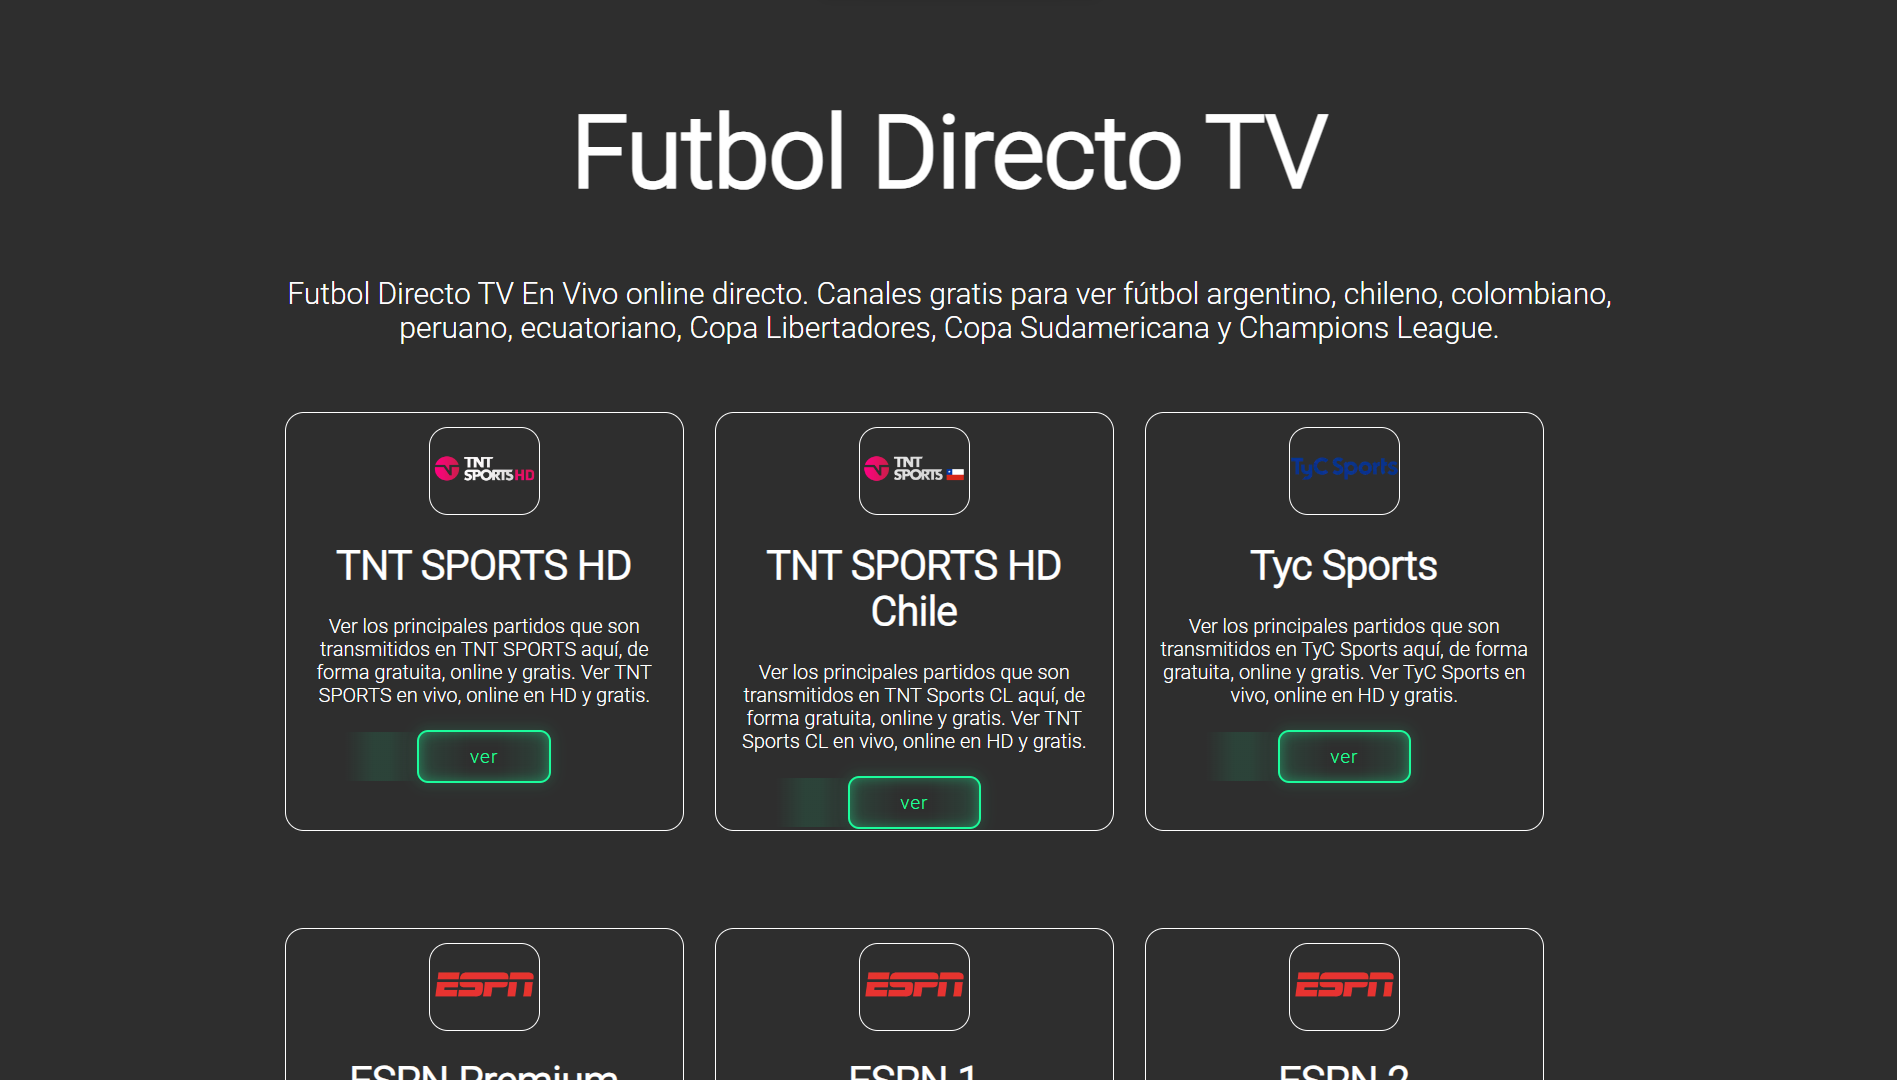 Futbol Directo TV
Futbol Directo TV En Vivo online directo. Canales gratis para ver fútbol argentino, chileno, colombiano,
peruano, ecuatoriano, Copa Libertadores, Copa Sudamericana y Champions League.
TNT
SPORTS HD
TNT SPORTS HD
Ver los principales partidos que son
transmitidos en TNT SPORTS aquí, de
forma gratuita, online y gratis. Ver TNT
SPORTS en vivo, online en HD y gratis.
ver
TNT
SPORTS
TNT SPORTS HD
Chile
Ver los principales partidos que son
transmitidos en TNT Sports CL aquí, de
forma gratuita, online y gratis. Ver TNT
Sports CL en vivo, online en HD y gratis.
ver
TyC Sports
Tyc Sports
Ver los principales partidos que son
transmitidos en TyC Sports aquí, de forma
gratuita, online y gratis. Ver TyC Sports en
vivo, online en HD y gratis.
ver
ESPN
ESPN Premium
ESPN
ESPN 1
ESPN
ESPN 2